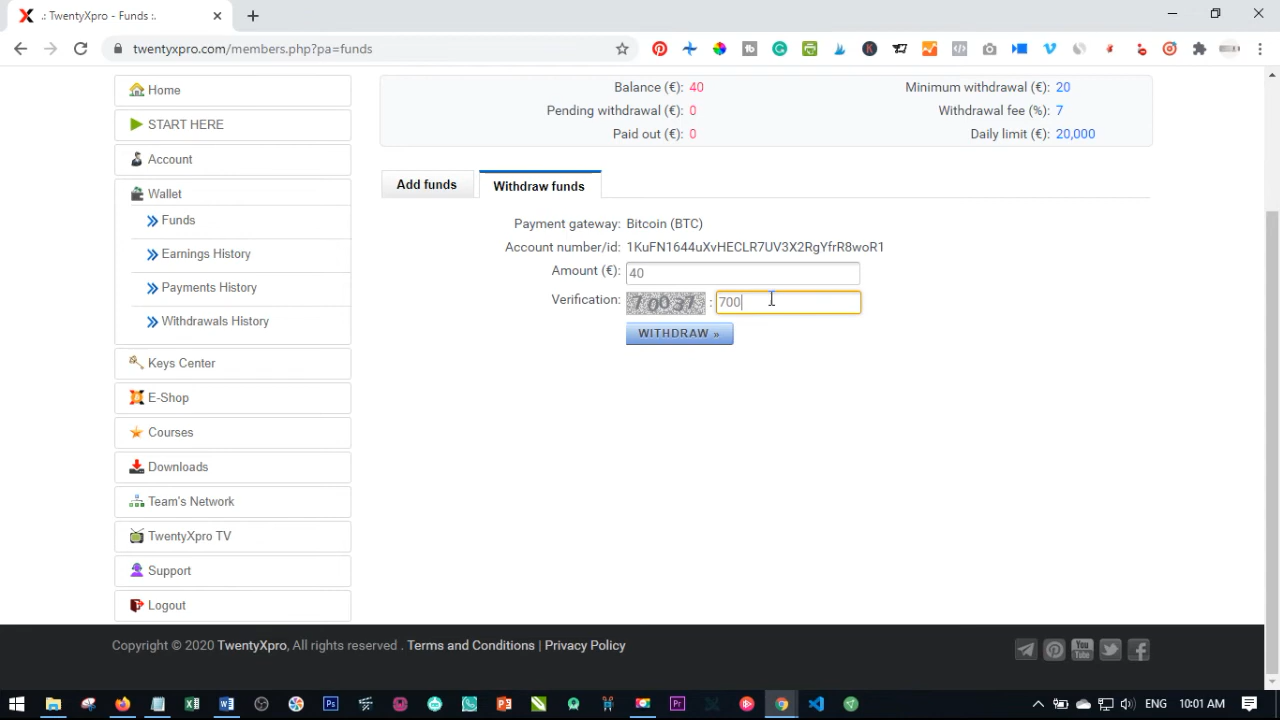 .: TwentyXpro - Funds :.
twentyxpro.com/members.php?pa=funds
Balance (€): 40
Minimum withdrawal (€): 20
Pending withdrawal (€): 0
Withdrawal fee (%): 7
Paid out (€): 0
Daily limit (€): 20,000
Home
START HERE
Account
Wallet
Funds
Earnings History
Payments History
Withdrawals History
Keys Center
E-Shop
Courses
Downloads
Team's Network
TwentyXpro TV
Support
Logout
Add funds
Withdraw funds
Payment gateway: Bitcoin (BTC)
Account number/id: 1KuFN1644uXvHECLR7UV3X2RgYfrR8woR1
Amount (€): 40
Verification: 70037 : 700
WITHDRAW »
Copyright © 2020 TwentyXpro, All rights reserved . Terms and Conditions | Privacy Policy
You
Tube
ENG 10:01 AM